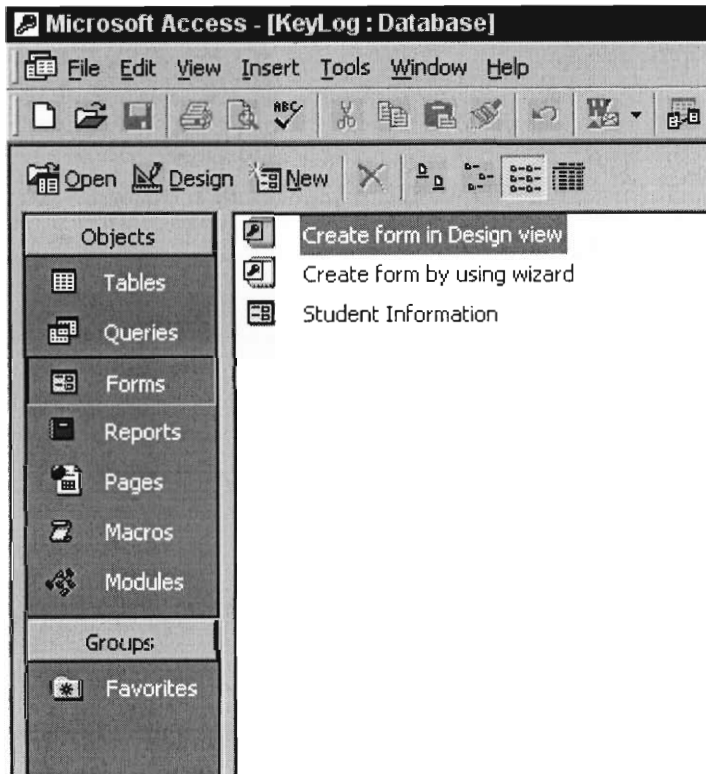 Microsoft Access - [KeyLog : Database]
File Edit View Insert Tools Window Help
ABC
Open Design New
Objects
Tables
Queries
Forms
Reports
Pages
Macros
Modules
Groups
Favorites
Create form in Design view
Create form by using wizard
Student Information